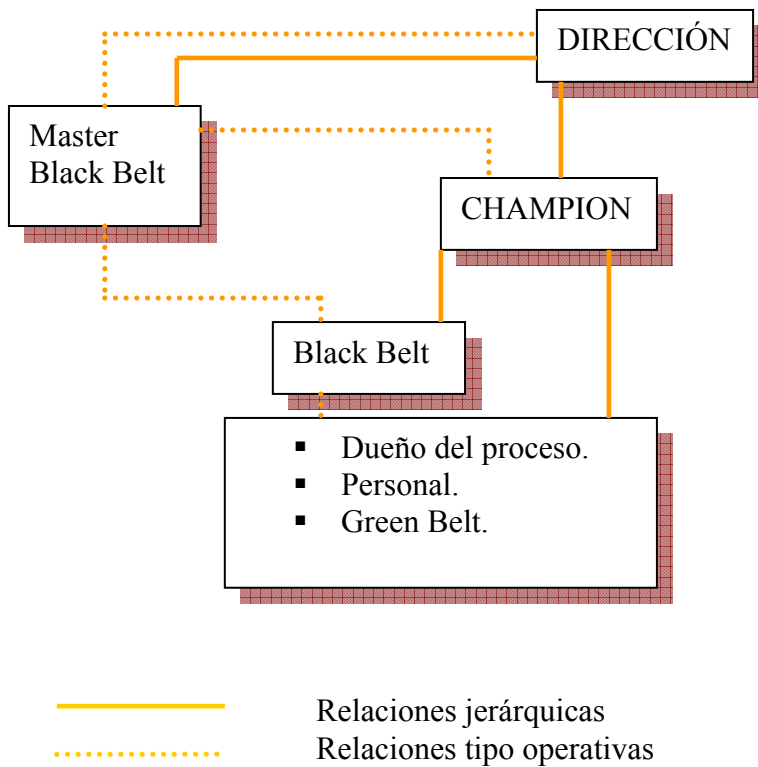 DIRECCIÓN
Master
Black Belt
CHAMPION
Black Belt
▪ Dueño del proceso.
▪ Personal.
▪ Green Belt.
Relaciones jerárquicas
Relaciones tipo operativas